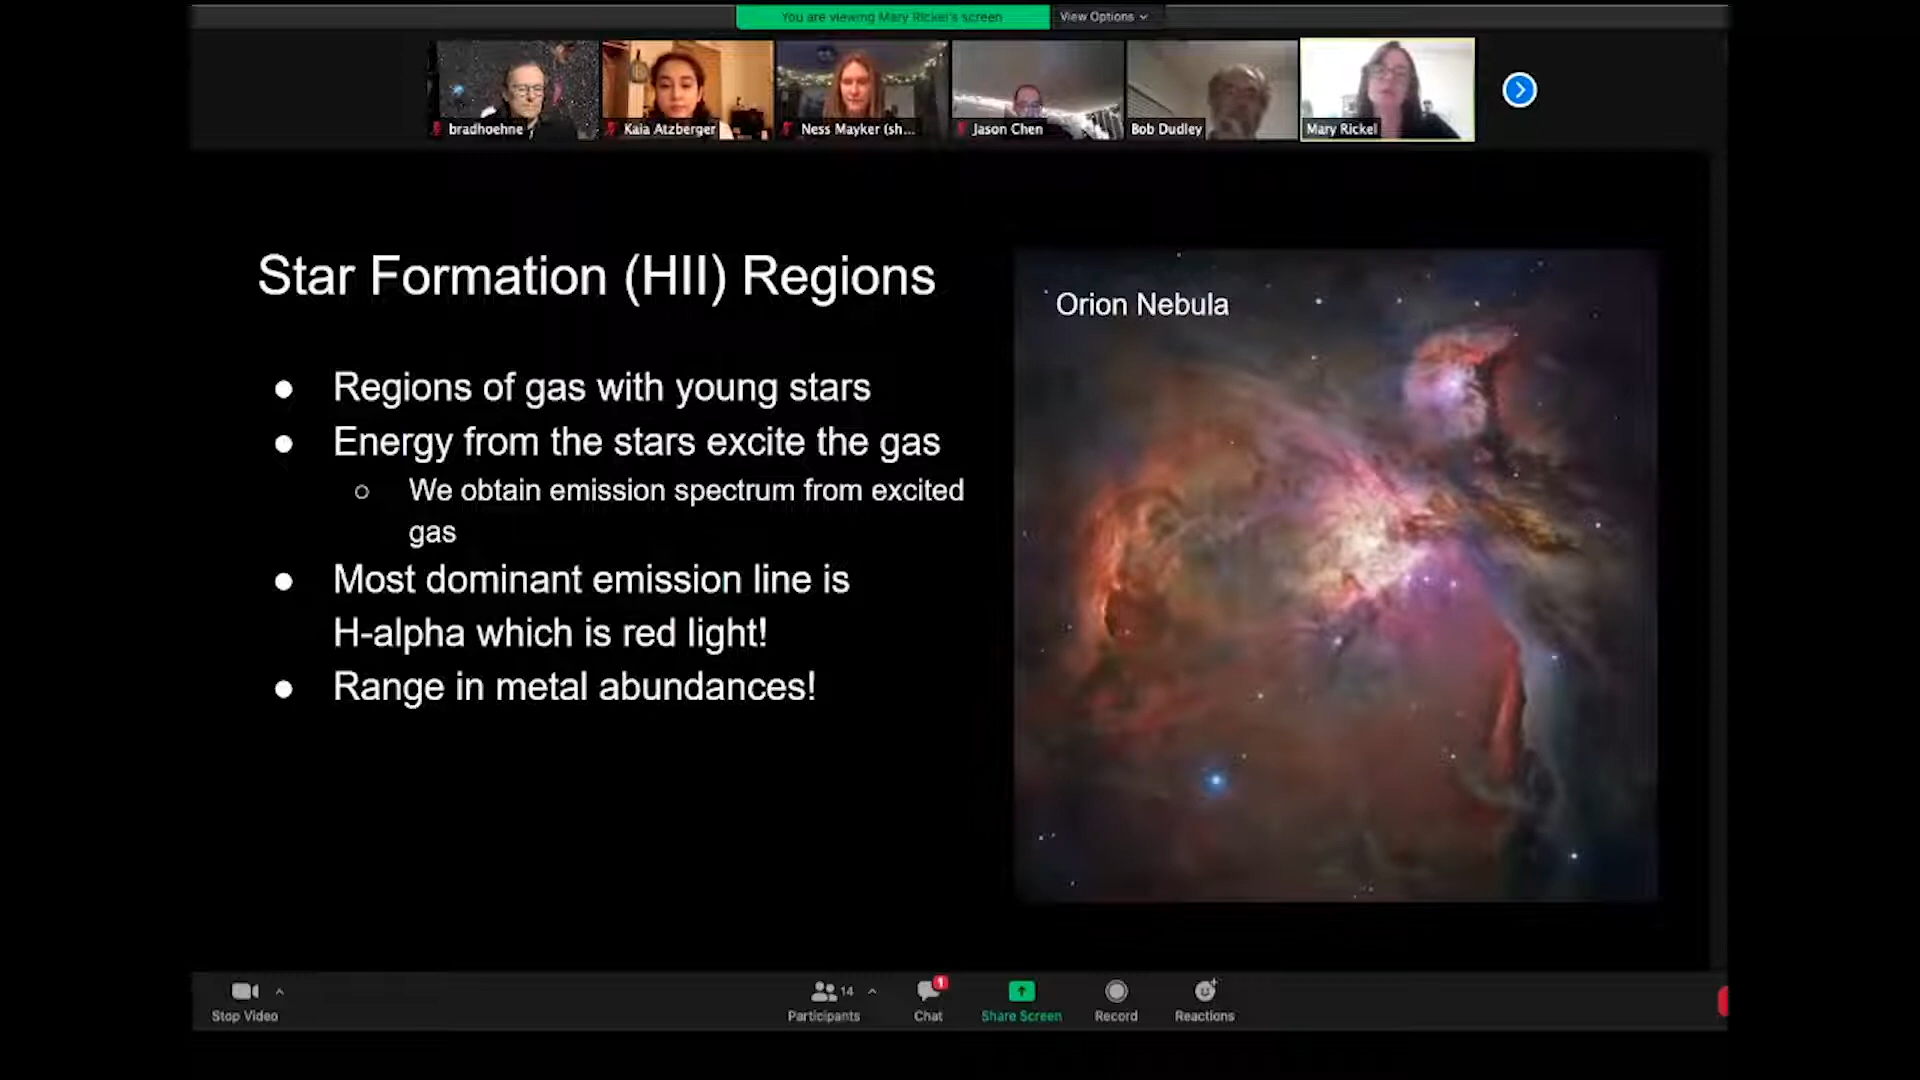 You are viewing Mary Rickel's screen
View Options
bradhoehne
Kaia Atzberger
Ness Mayker (sh...
Jason Chen
Bob Dudley
Mary Rickel
Star Formation (HII) Regions
Orion Nebula
● Regions of gas with young stars
● Energy from the stars excite the gas
○ We obtain emission spectrum from excited
gas
● Most dominant emission line is
H-alpha which is red light!
● Range in metal abundances!
14
1
Stop Video
Participants
Chat
Share Screen
Record
Reactions